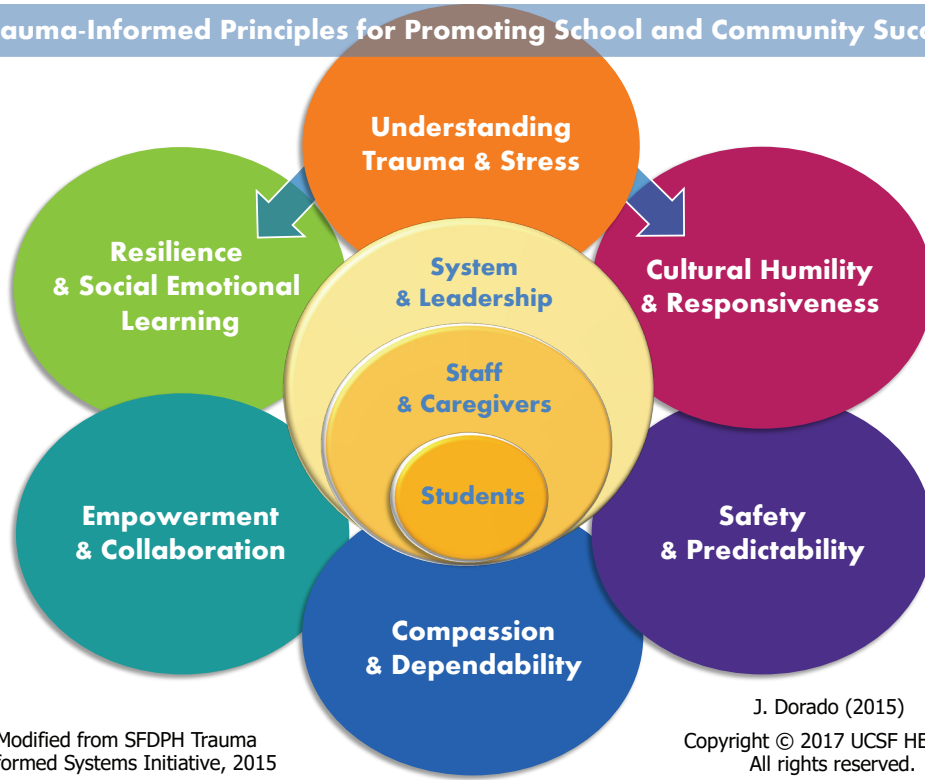 auma-Informed Principles for Promoting School and Community Succ
Understanding
Trauma & Stress
Resilience
& Social Emotional
Learning
System
& Leadership
Cultural Humility
& Responsiveness
Staff
& Caregivers
Students
Empowerment
& Collaboration
Safety
& Predictability
Compassion
& Dependability
J. Dorado (2015)
Modified from SFDPH Trauma
formed Systems Initiative, 2015
Copyright © 2017 UCSF HE
All rights reserved.